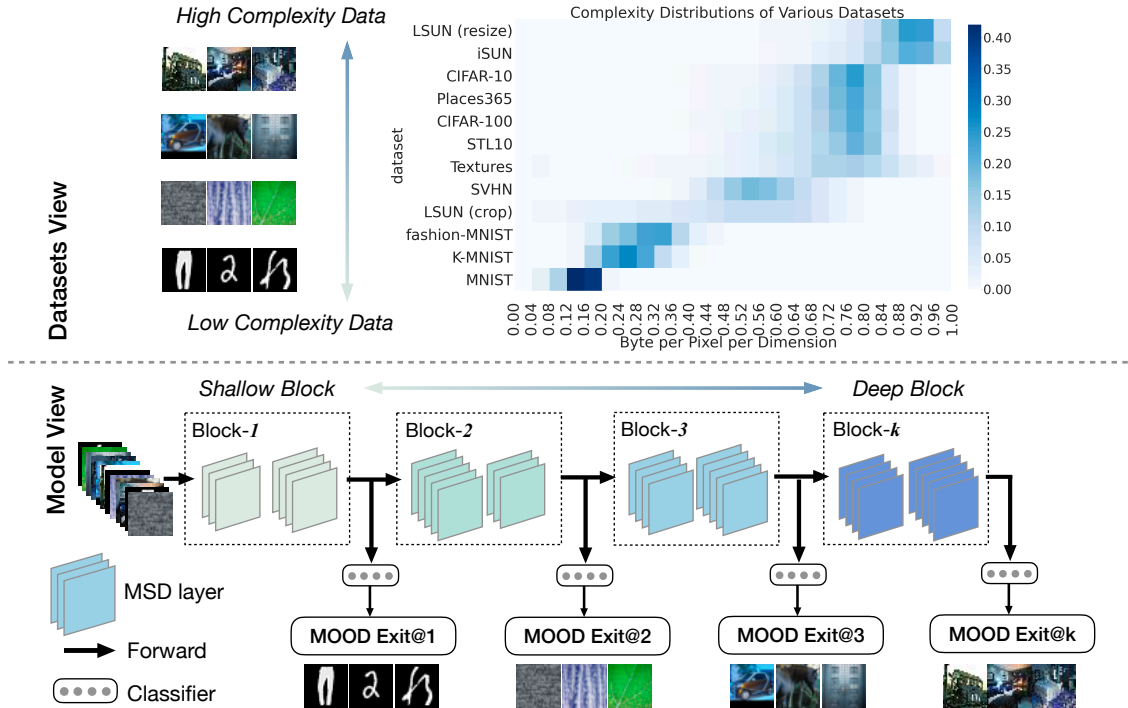 High Complexity Data
Low Complexity Data
Datasets View
Complexity Distributions of Various Datasets
dataset
LSUN (resize)
iSUN
CIFAR-10
Places365
CIFAR-100
STL10
Textures
SVHN
LSUN (crop)
fashion-MNIST
K-MNIST
MNIST
0.00 0.04 0.08 0.12 0.16 0.20 0.24 0.28 0.32 0.36 0.40 0.44 0.48 0.52 0.56 0.60 0.64 0.68 0.72 0.76 0.80 0.84 0.88 0.92 0.96 1.00
Byte per Pixel per Dimension
0.40
0.35
0.30
0.25
0.20
0.15
0.10
0.05
0.00
Model View
Shallow Block
Deep Block
Block-1
Block-2
Block-3
Block-k
MSD layer
Forward
Classifier
MOOD Exit@1
MOOD Exit@2
MOOD Exit@3
MOOD Exit@k